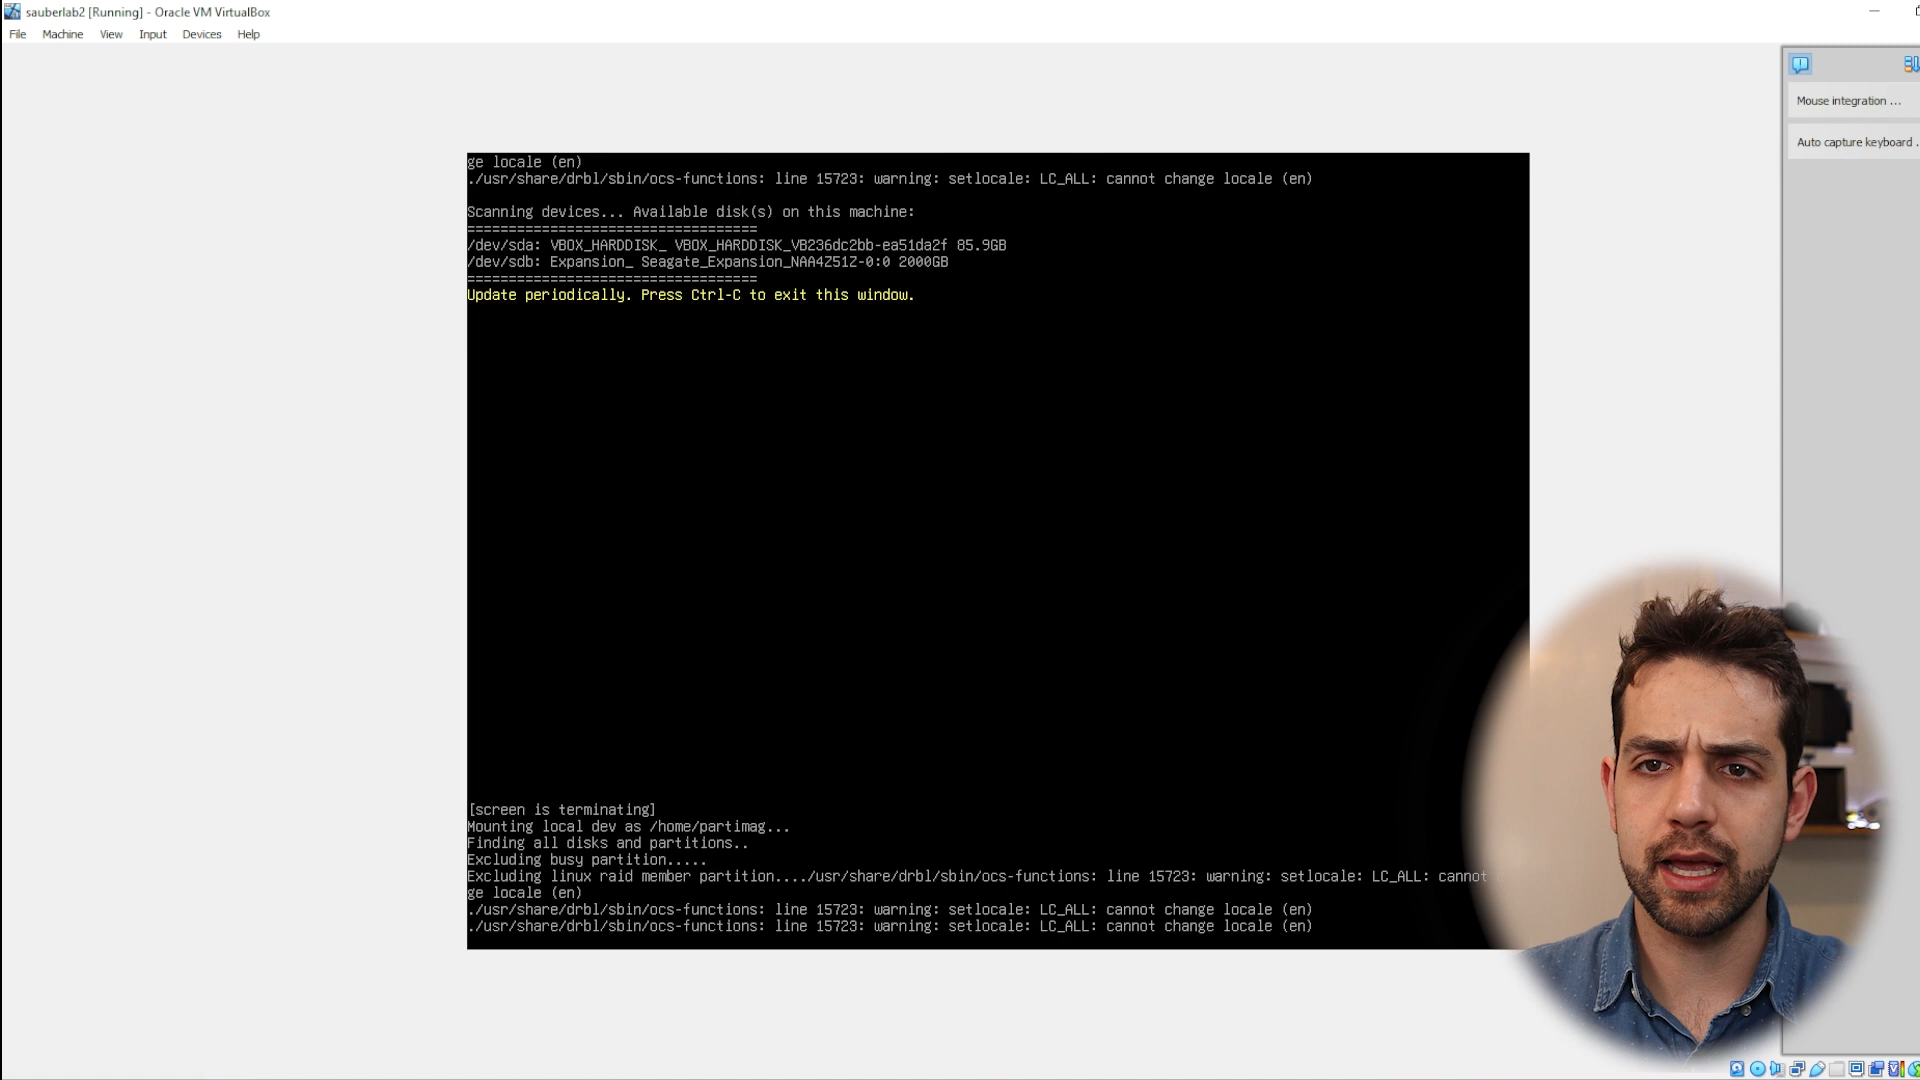 sauberlab2 [Running] - Oracle VM VirtualBox
File Machine View Input Devices Help
Mouse integration ...
Auto capture keyboard .
ge locale (en)
./usr/share/drbl/sbin/ocs-functions: line 15723: warning: setlocale: LC_ALL: cannot change locale (en)
Scanning devices... Available disk(s) on this machine:
===================================
/dev/sda: VBOX_HARDDISK_ VBOX_HARDDISK_VB236dc2bb-ea51da2f 85.9GB
/dev/sdb: Expansion_ Seagate_Expansion_NAA4Z51Z-0:0 2000GB
===================================
Update periodically. Press Ctrl-C to exit this window.
[screen is terminating]
Mounting local dev as /home/partimag...
Finding all disks and partitions..
Excluding busy partition.....
Excluding linux raid member partition..../usr/share/drbl/sbin/ocs-functions: line 15723: warning: setlocale: LC_ALL: cannot
ge locale (en)
./usr/share/drbl/sbin/ocs-functions: line 15723: warning: setlocale: LC_ALL: cannot change locale (en)
./usr/share/drbl/sbin/ocs-functions: line 15723: warning: setlocale: LC_ALL: cannot change locale (en)